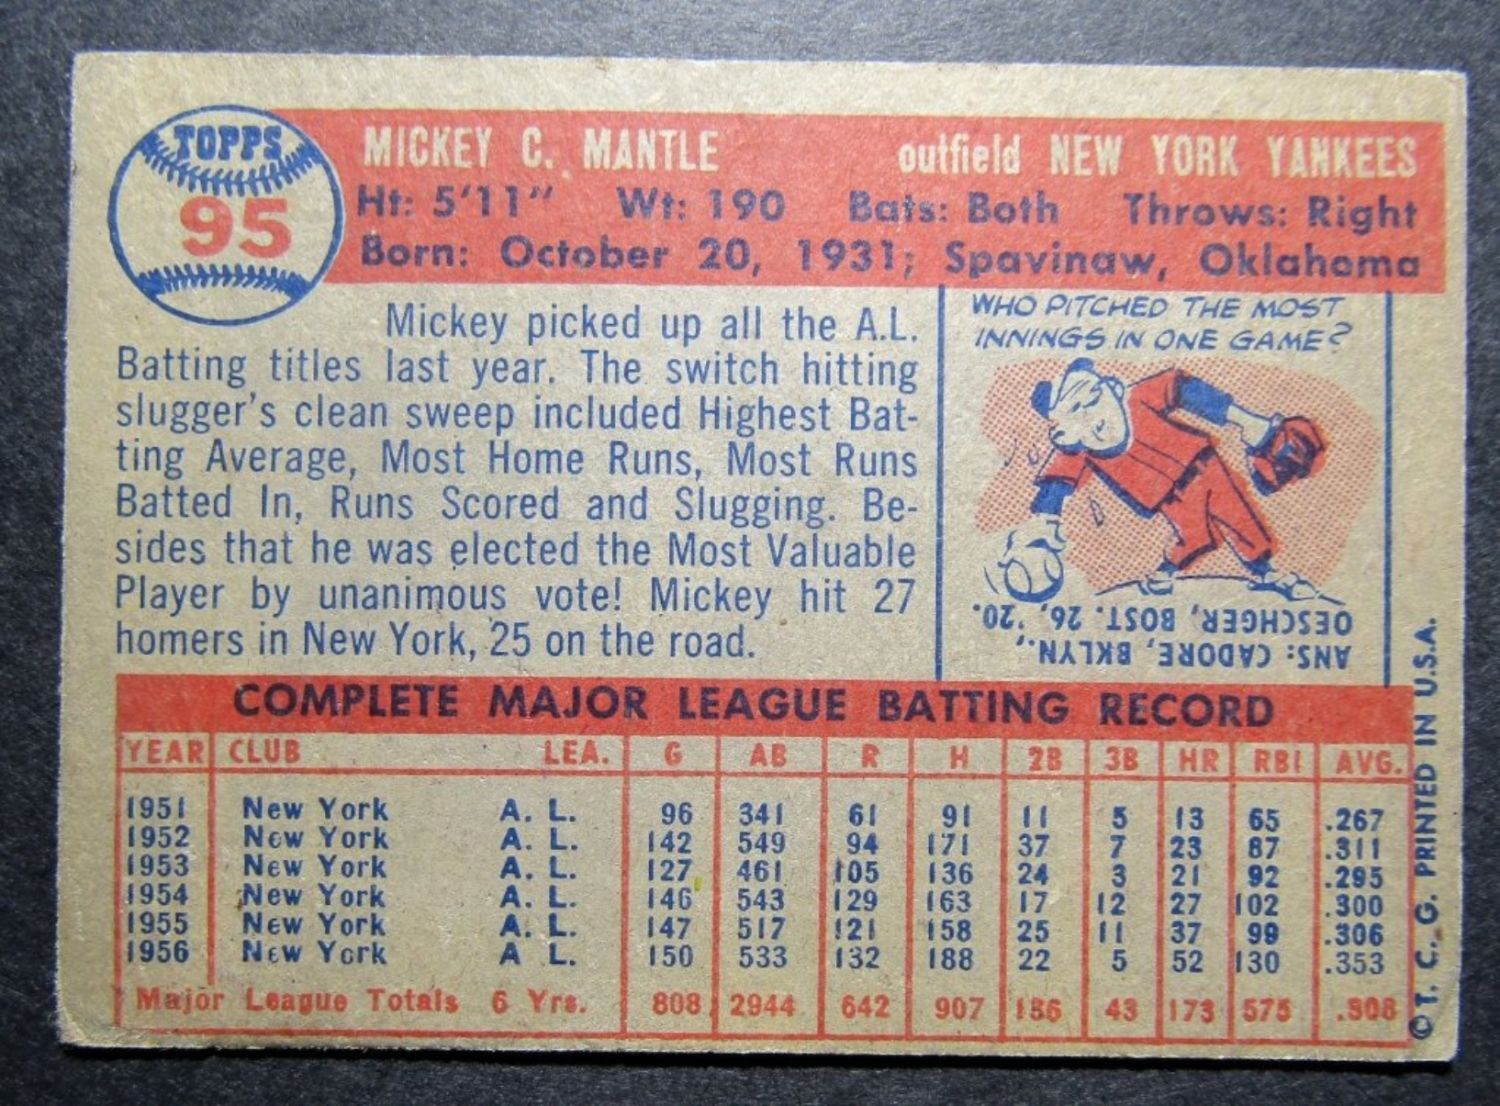 TOPPS
95
MICKEY C. MANTLE outfield NEW YORK YANKEES
Ht: 5'11" Wt: 190 Bats: Both Throws: Right
Born: October 20, 1931; Spavinaw, Oklahoma
Mickey picked up all the A.L.
Batting titles last year. The switch hitting
slugger's clean sweep included Highest Bat-
ting Average, Most Home Runs, Most Runs
Batted In, Runs Scored and Slugging. Be-
sides that he was elected the Most Valuable
Player by unanimous vote! Mickey hit 27
homers in New York, 25 on the road.
WHO PITCHED THE MOST
INNINGS IN ONE GAME?
ANS: CADORE, BKLYN.,
OESCHGER, BOST. 26, '20.
COMPLETE MAJOR LEAGUE BATTING RECORD
YEAR CLUB LEA. G AB R H 2B 3B HR RBI AVG.
1951 New York A. L. 96 341 61 91 11 5 13 65 .267
1952 New York A. L. 142 549 94 171 37 7 23 87 .311
1953 New York A. L. 127 461 105 136 24 3 21 92 .295
1954 New York A. L. 146 543 129 163 17 12 27 102 .300
1955 New York A. L. 147 517 121 158 25 11 37 99 .306
1956 New York A L. 150 533 132 188 22 5 52 130 .353
Major League Totals 6 Yrs. 808 2944 642 907 136 43 173 575 .308
© T. C. G. PRINTED IN U.S.A.